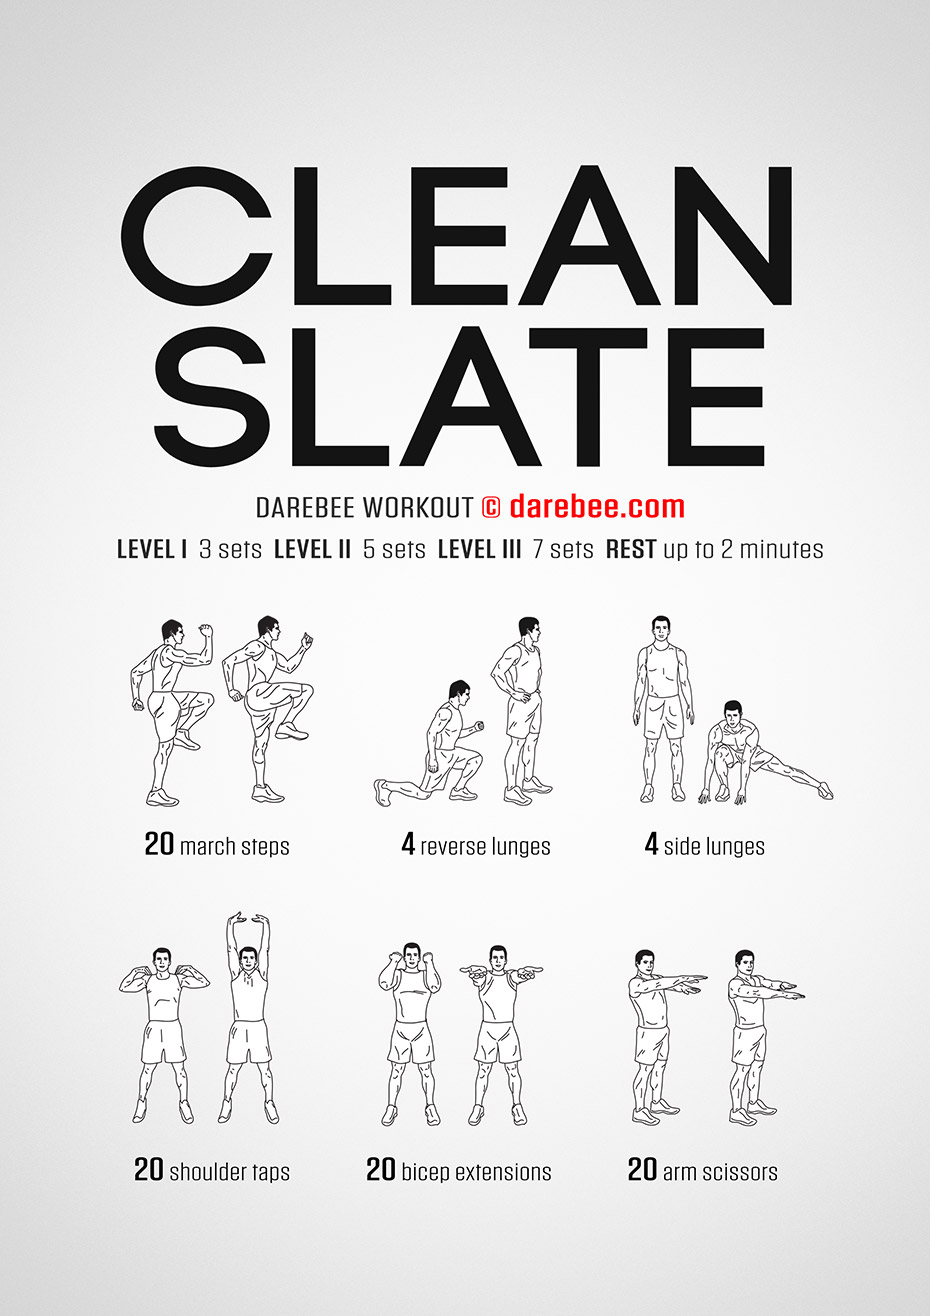 CLEAN
SLATE
DAREBEE WORKOUT © darebee.com
LEVEL I 3 sets LEVEL II 5 sets LEVEL III 7 sets REST up to 2 minutes
20 march steps
4 reverse lunges
4 side lunges
20 shoulder taps
20 bicep extensions
20 arm scissors